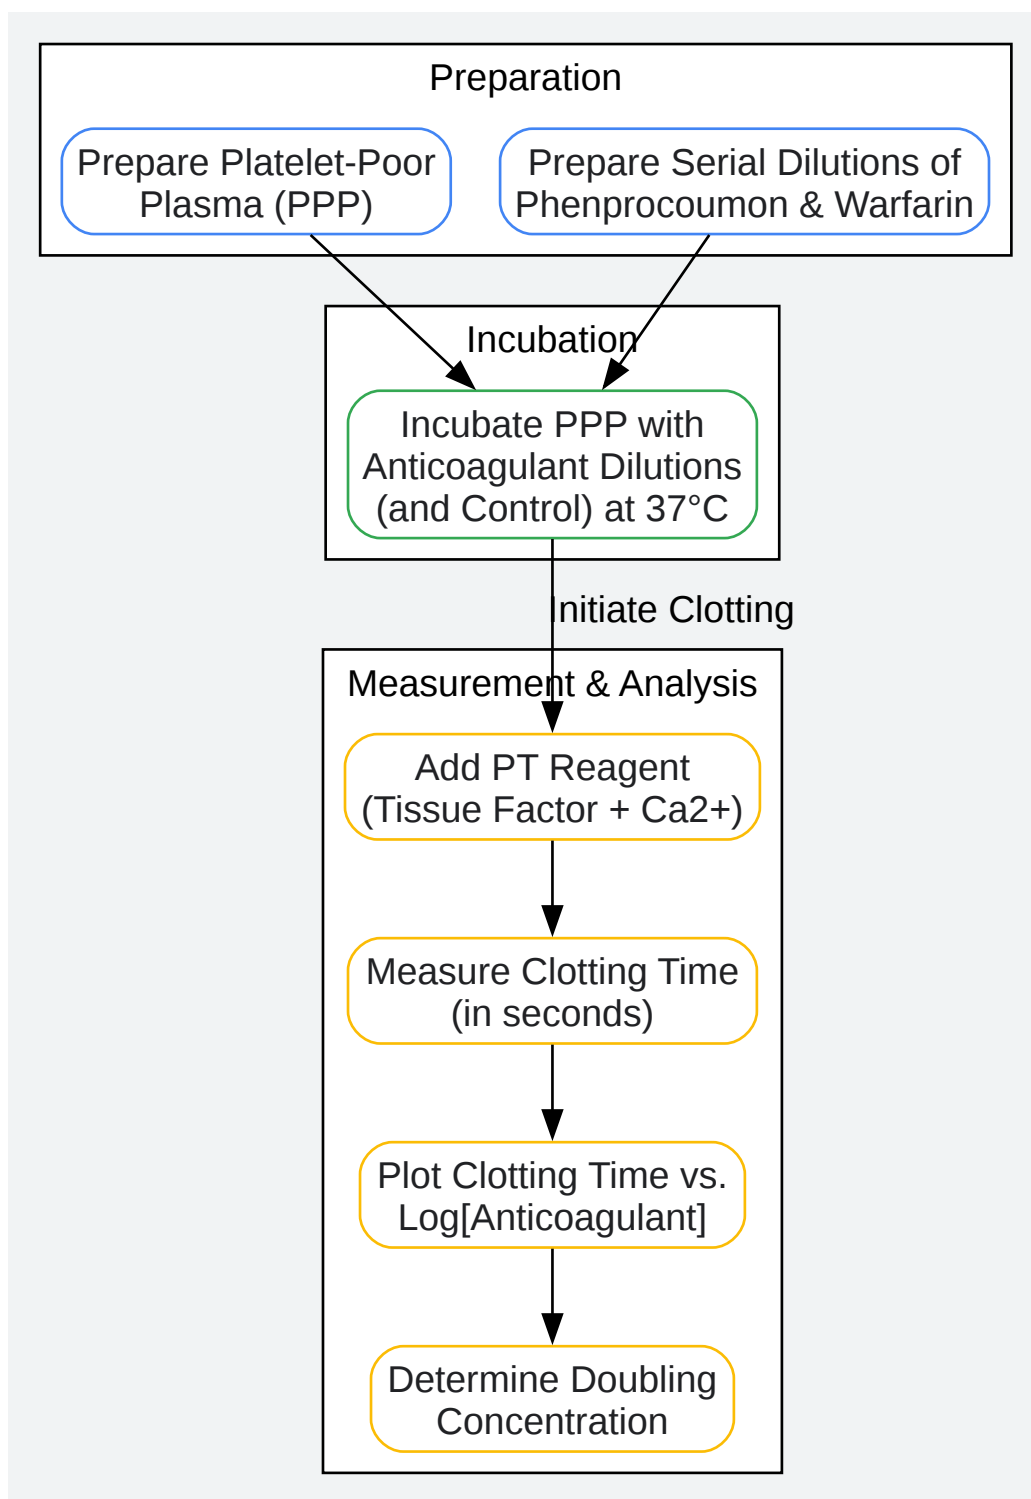 Preparation
Prepare Platelet-Poor
Plasma (PPP)
Prepare Serial Dilutions of
Phenprocoumon & Warfarin
Incubation
Incubate PPP with
Anticoagulant Dilutions
(and Control) at 37°C
Initiate Clotting
Measurement & Analysis
Add PT Reagent
(Tissue Factor + Ca2+)
Measure Clotting Time
(in seconds)
Plot Clotting Time vs.
Log[Anticoagulant]
Determine Doubling
Concentration